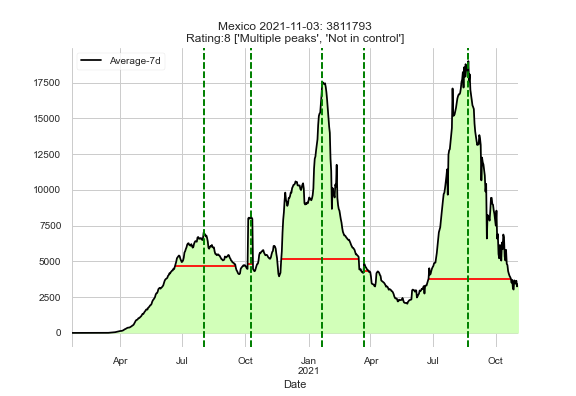 Mexico 2021-11-03: 3811793
Rating:8 ['Multiple peaks', 'Not in control']
Average-7d
17500
15000
12500
10000
7500
5000
2500
0
Apr Jul Oct Jan Apr Jul Oct
2021
Date